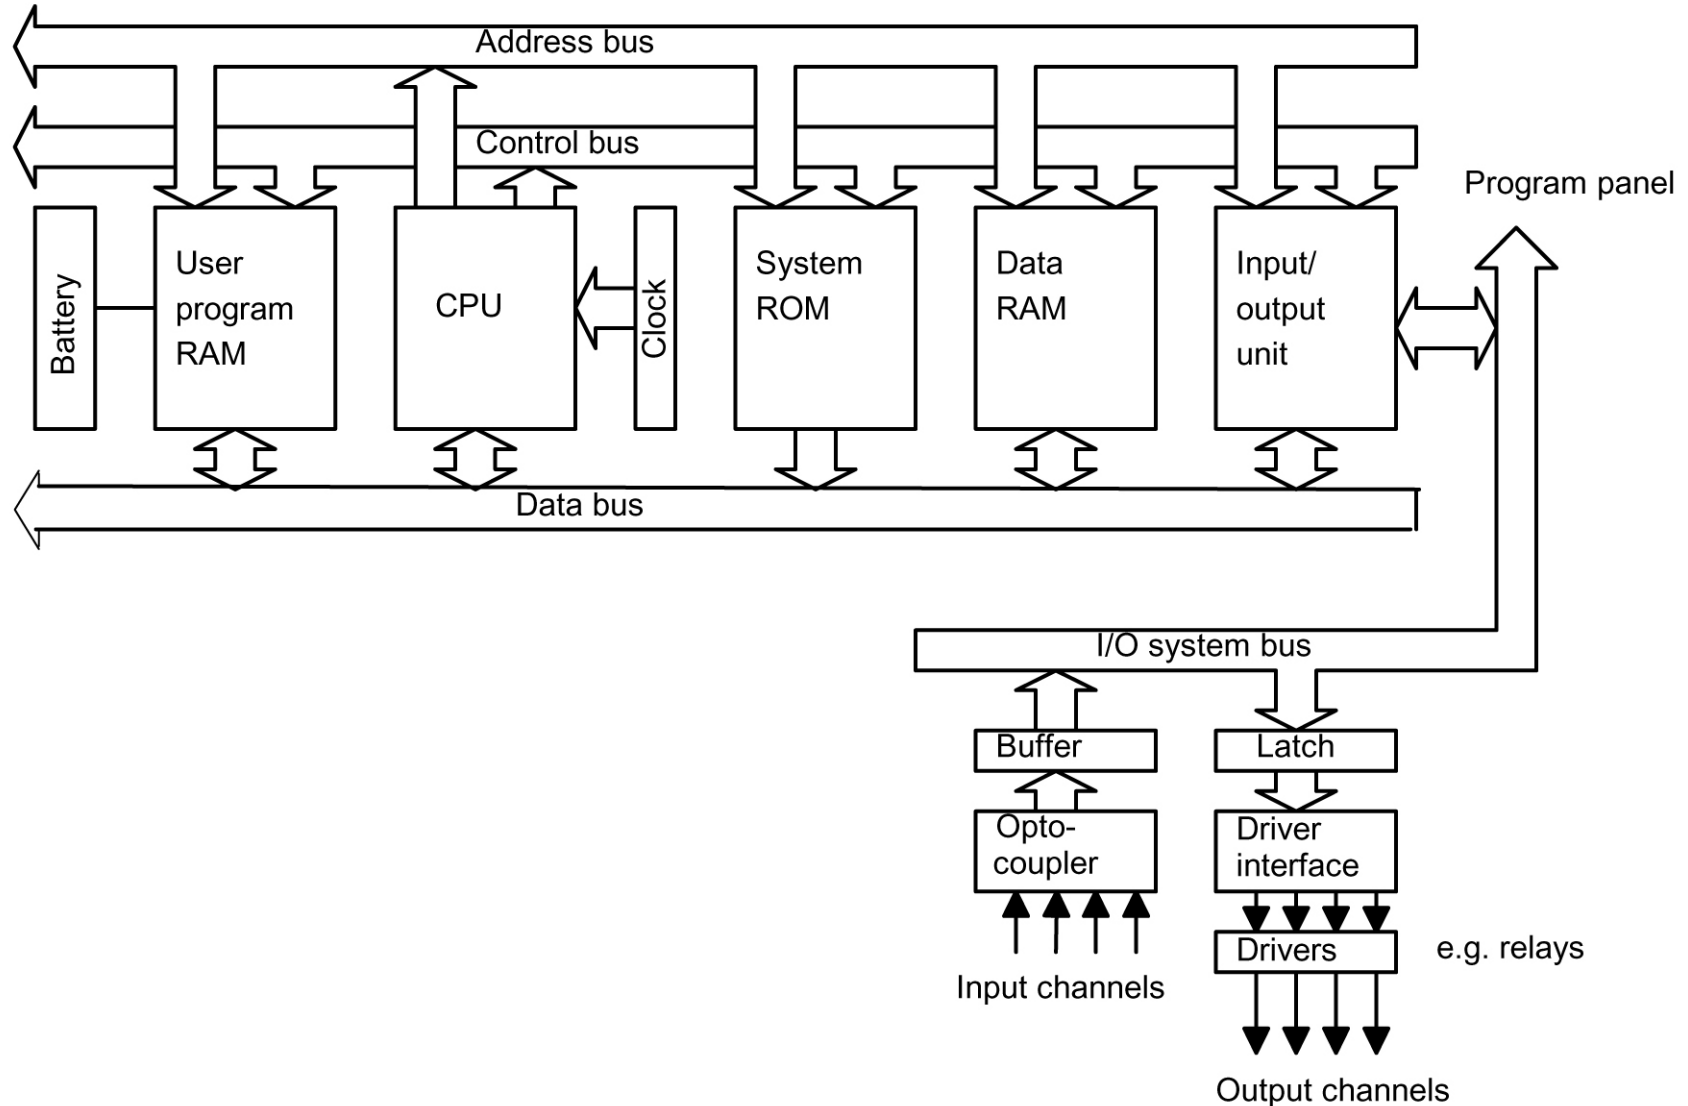 Address bus
Control bus
Program panel
Battery
User
program
RAM
CPU
Clock
System
ROM
Data
RAM
Input/
output
unit
Data bus
I/O system bus
Buffer
Latch
Opto-
coupler
Driver
interface
Drivers
e.g. relays
Input channels
Output channels